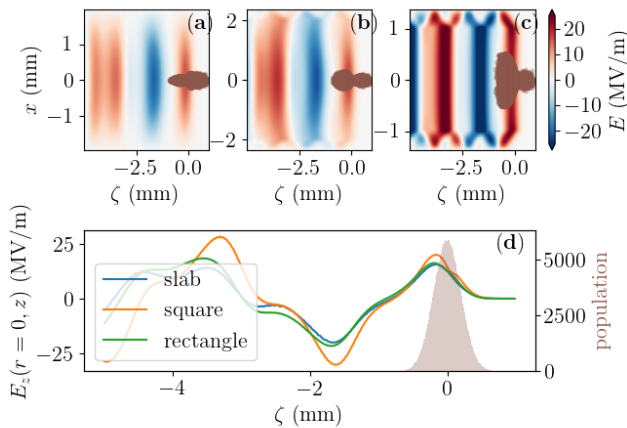 (a)
(b)
(c)
1
0
−1
x (mm)
2
0
−2
1
0
−1
20
10
0
−10
−20
E (MV/m)
−2.5
0.0
−2.5
0.0
−2.5
0.0
ζ (mm)
ζ (mm)
ζ (mm)
(d)
25
0
−25
E_z(r = 0, z) (MV/m)
slab
square
rectangle
5000
2500
0
population
−4
−2
0
ζ (mm)